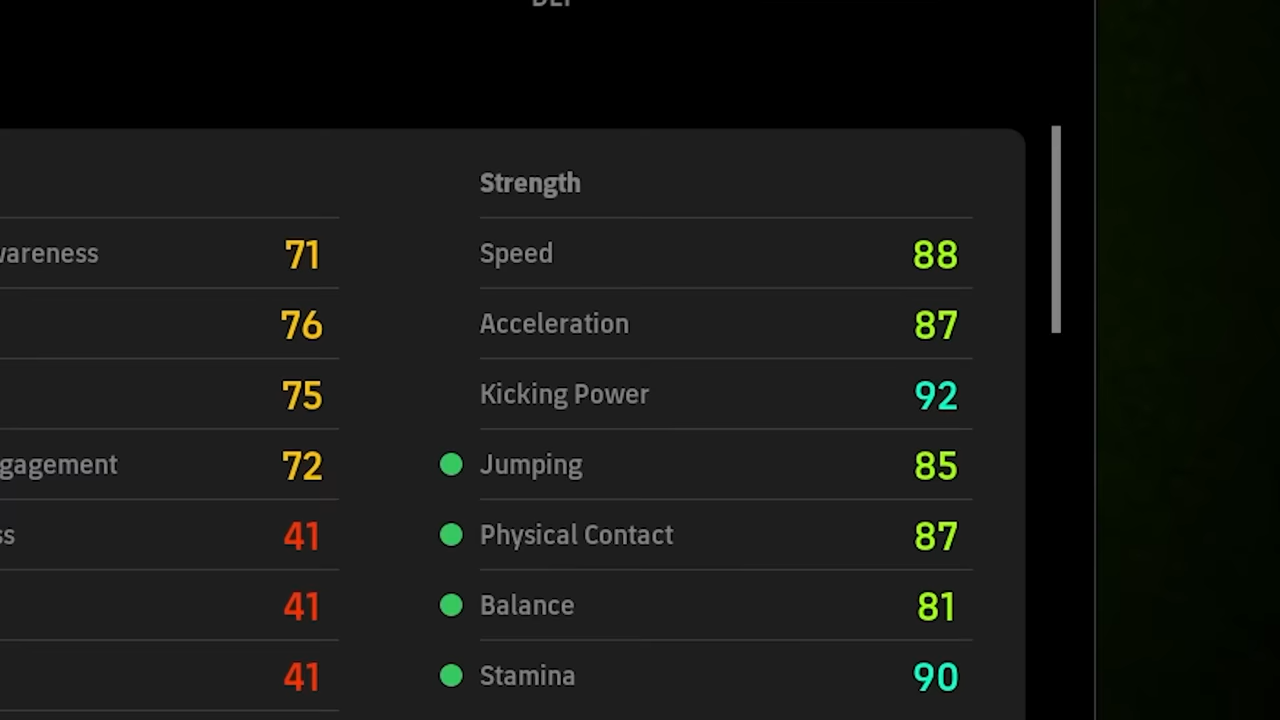 Strength
wareness 71
Speed 88
76
Acceleration 87
75
Kicking Power 92
gagement 72
Jumping 85
ss 41
Physical Contact 87
41
Balance 81
41
Stamina 90